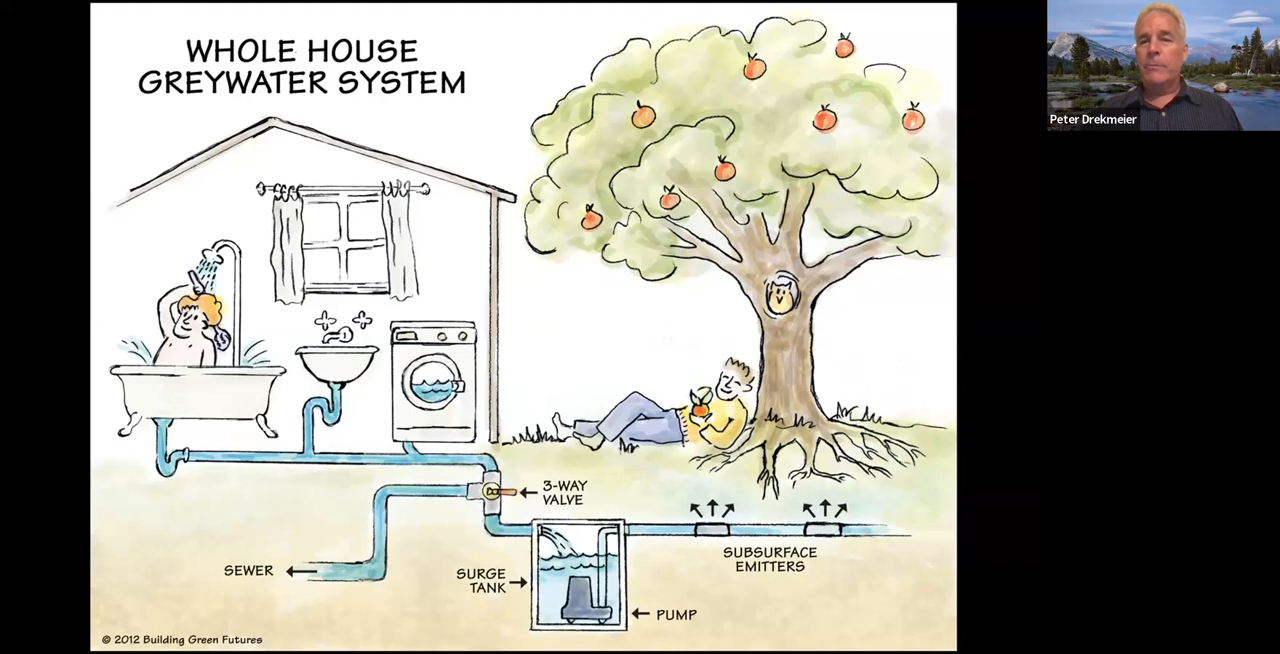 WHOLE HOUSE
GREYWATER SYSTEM
Peter Drekmeier
3-WAY
VALVE
SUBSURFACE
EMITTERS
SEWER
SURGE
TANK
PUMP
© 2012 Building Green Futures